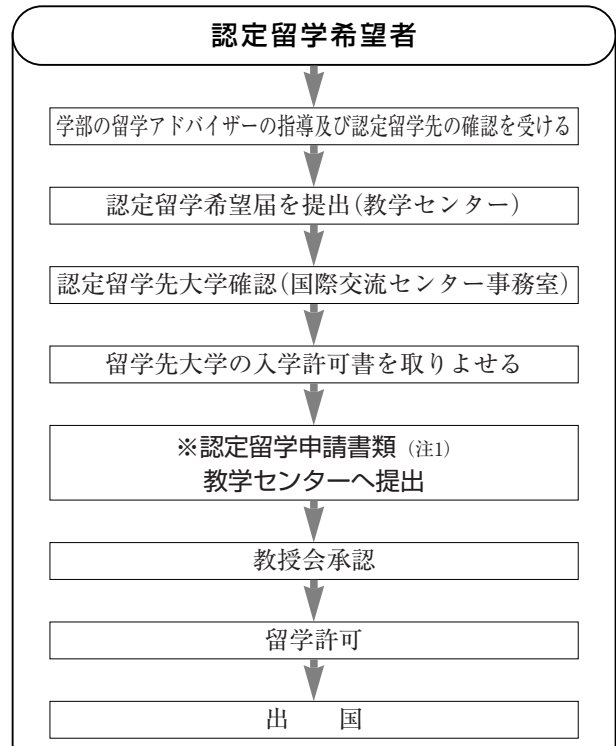 認定留学希望者
学部の留学アドバイザーの指導及び認定留学先の確認を受ける
認定留学希望届を提出(教学センター)
認定留学先大学確認(国際交流センター事務室)
留学先大学の入学許可書を取りよせる
※認定留学申請書類（注1）
教学センターへ提出
教授会承認
留学許可
出　国